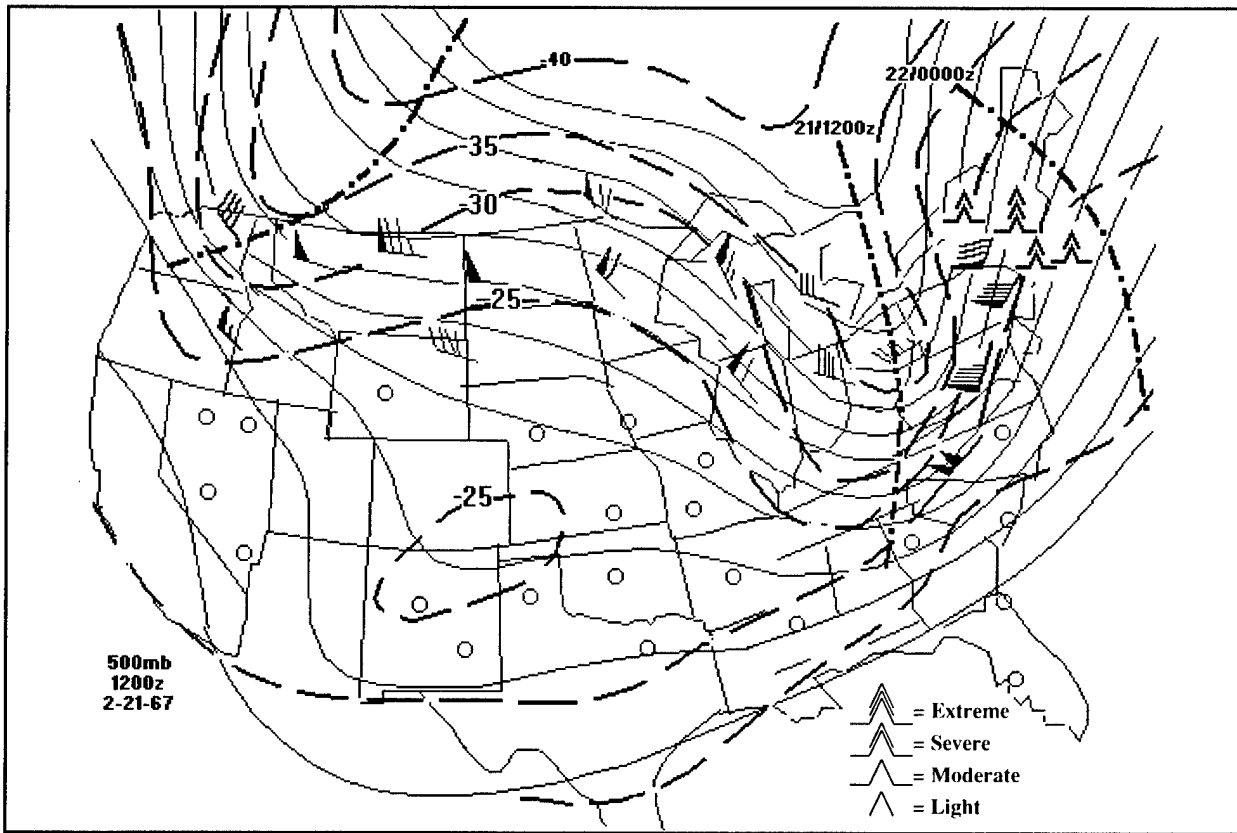 -40
22/0000z
21/1200z
-35
-30
-25
-25
500mb
1200z
2-21-67
= Extreme
= Severe
= Moderate
= Light